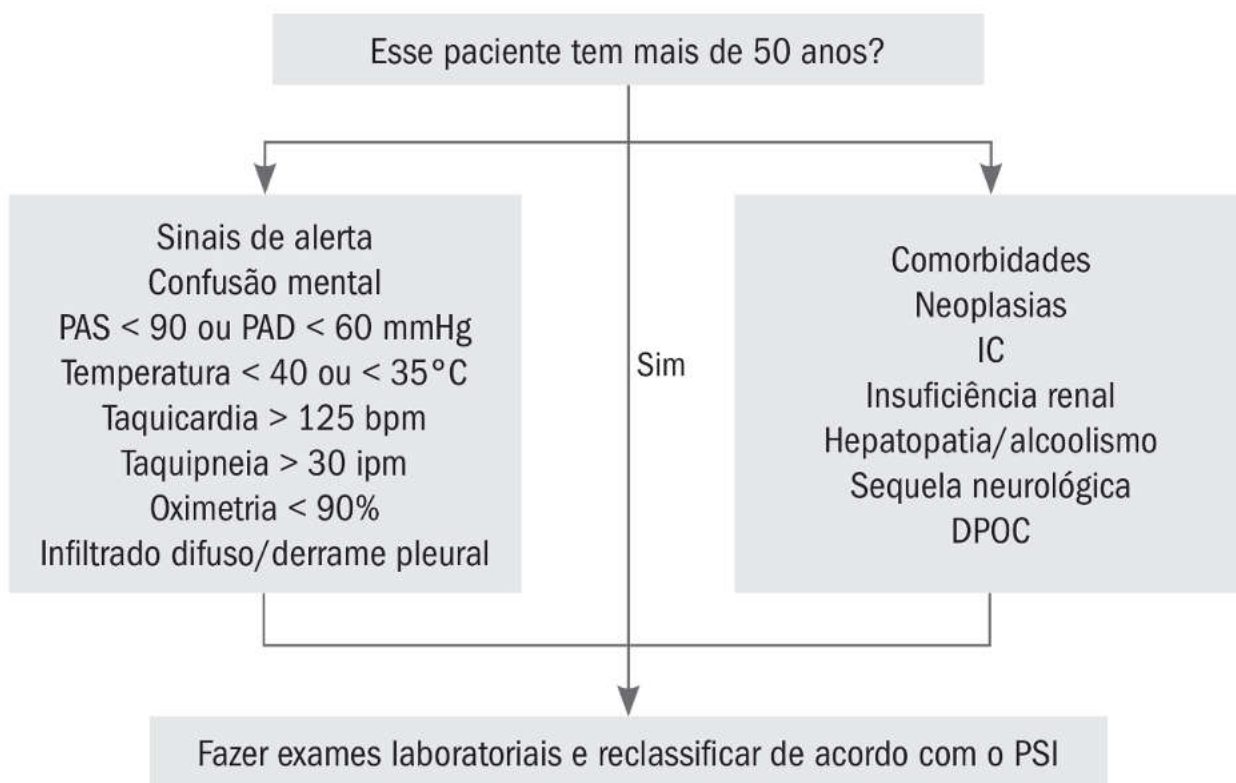 Esse paciente tem mais de 50 anos?
Sinais de alerta
Confusão mental
PAS < 90 ou PAD < 60 mmHg
Temperatura < 40 ou < 35°C
Taquicardia > 125 bpm
Taquipneia > 30 ipm
Oximetria < 90%
Infiltrado difuso/derrame pleural
Sim
Comorbidades
Neoplasias
IC
Insuficiência renal
Hepatopatia/alcoolismo
Sequela neurológica
DPOC
Fazer exames laboratoriais e reclassificar de acordo com o PSI